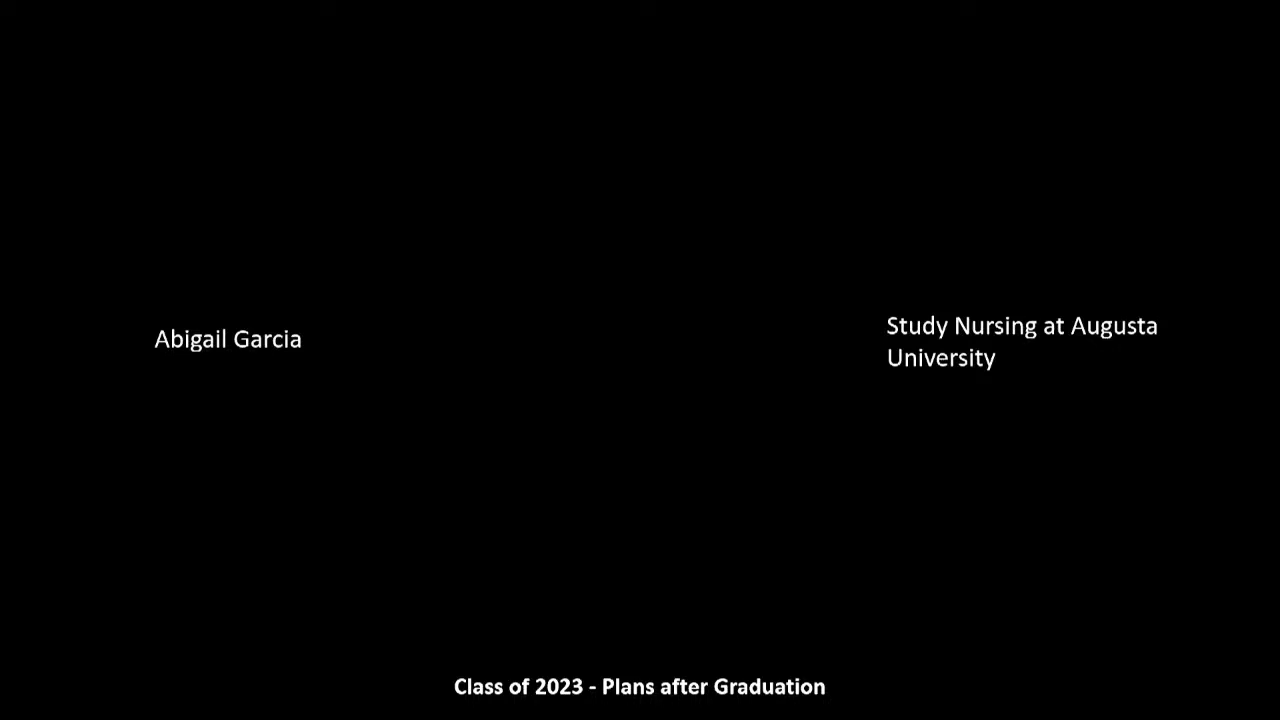 Abigail Garcia
Study Nursing at Augusta
University
Class of 2023 - Plans after Graduation